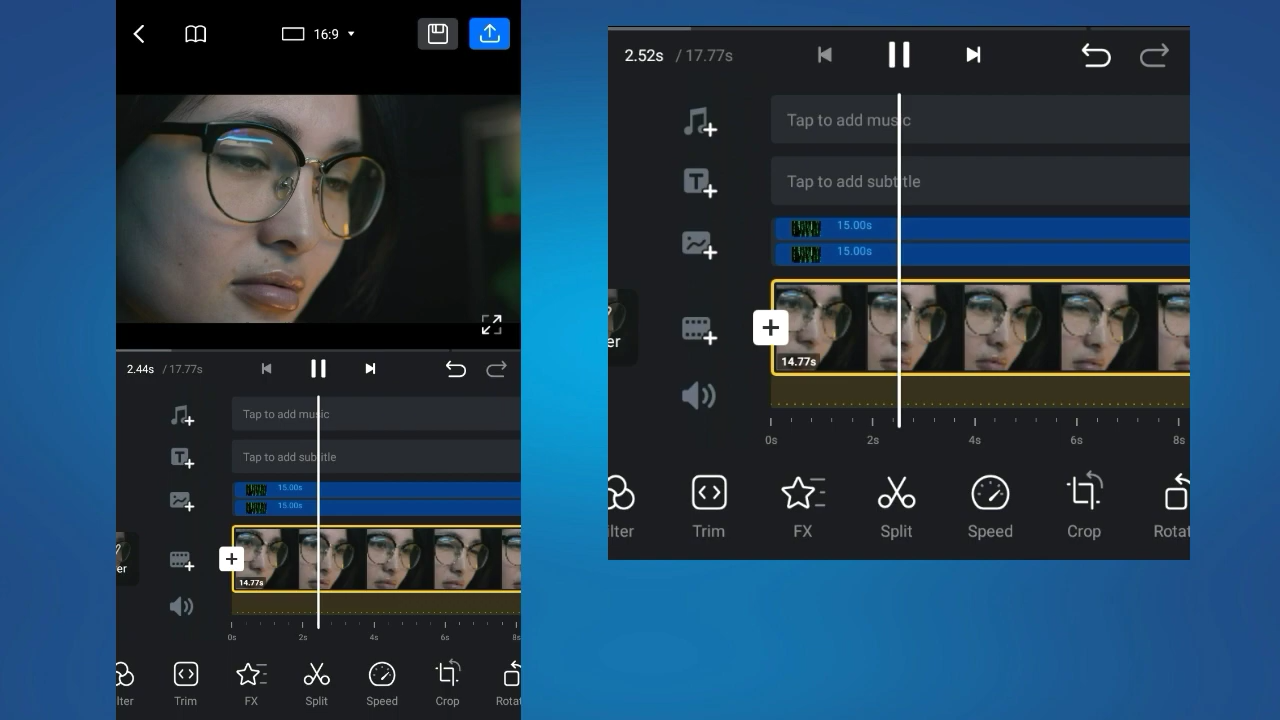 16:9
2.44s / 17.77s
Tap to add music
Tap to add subtitle
15.00s
15.00s
er
14.77s
0s 2s 4s 6s 8s
lter Trim FX Split Speed Crop Rotat
2.52s / 17.77s
Tap to add music
Tap to add subtitle
15.00s
15.00s
er
14.77s
0s 2s 4s 6s 8s
lter Trim FX Split Speed Crop Rotat